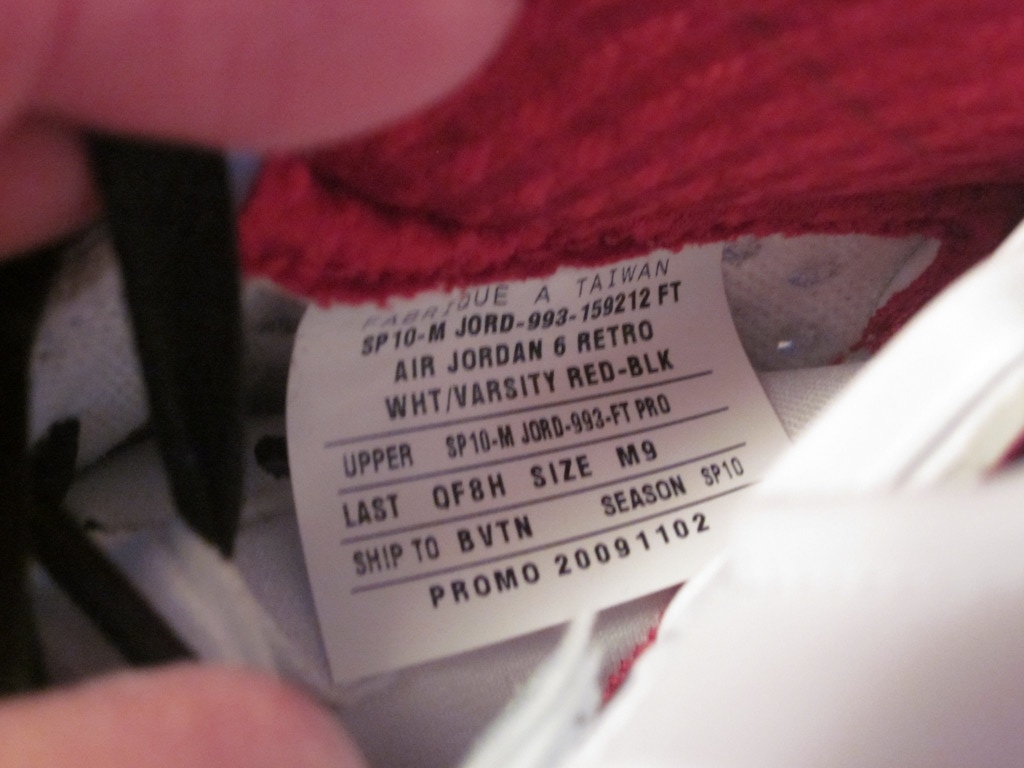 FABRIQUE A TAIWAN
SP10-M JORD-993-159212 FT
AIR JORDAN 6 RETRO
WHT/VARSITY RED-BLK
UPPER SP10-M JORD-993-FT PRO
LAST QF8H SIZE M9
SHIP TO BVTN SEASON SP10
PROMO 20091102